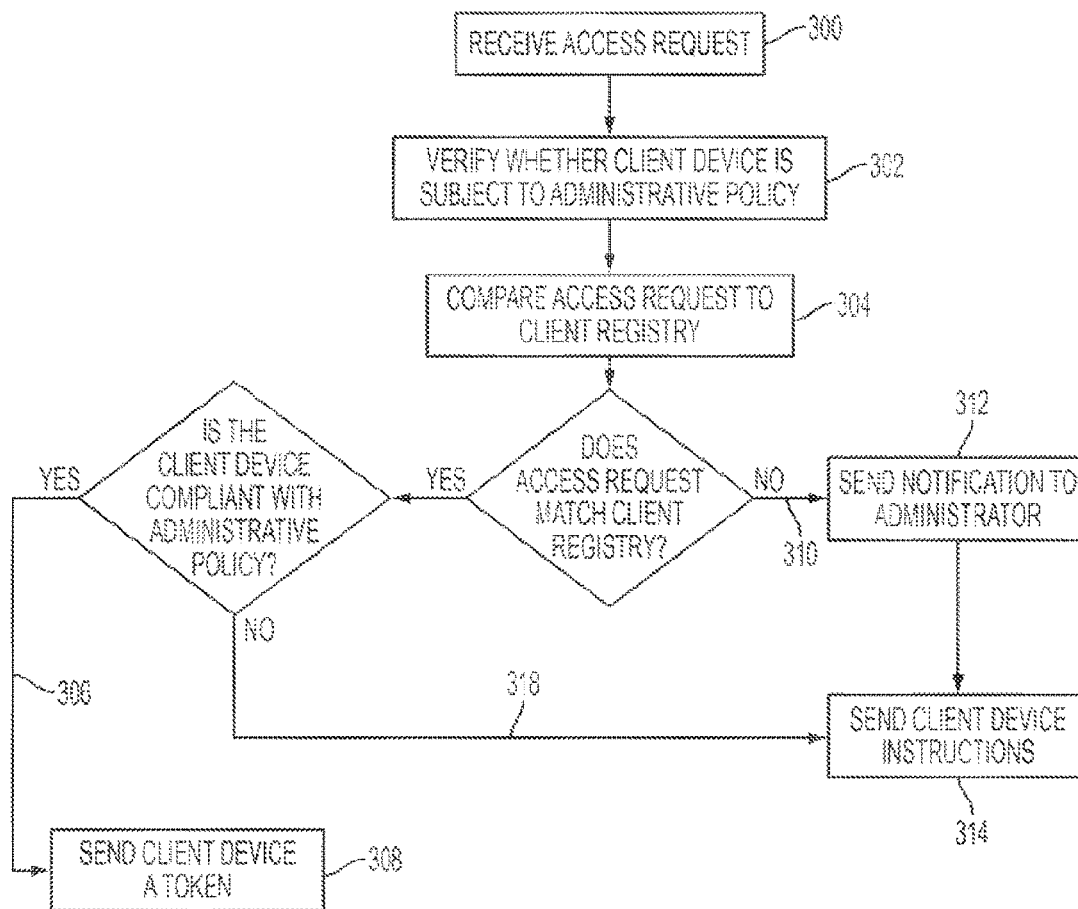 RECEIVE ACCESS REQUEST
300
VERIFY WHETHER CLIENT DEVICE IS
SUBJECT TO ADMINISTRATIVE POLICY
302
COMPARE ACCESS REQUEST TO
CLIENT REGISTRY
304
IS THE
CLIENT DEVICE
COMPLIANT WITH
ADMINISTRATIVE
POLICY?
YES
NO
DOES
ACCESS REQUEST
MATCH CLIENT
REGISTRY?
YES
NO
310
312
SEND NOTIFICATION TO
ADMINISTRATOR
306
318
SEND CLIENT DEVICE
INSTRUCTIONS
314
SEND CLIENT DEVICE
A TOKEN
308